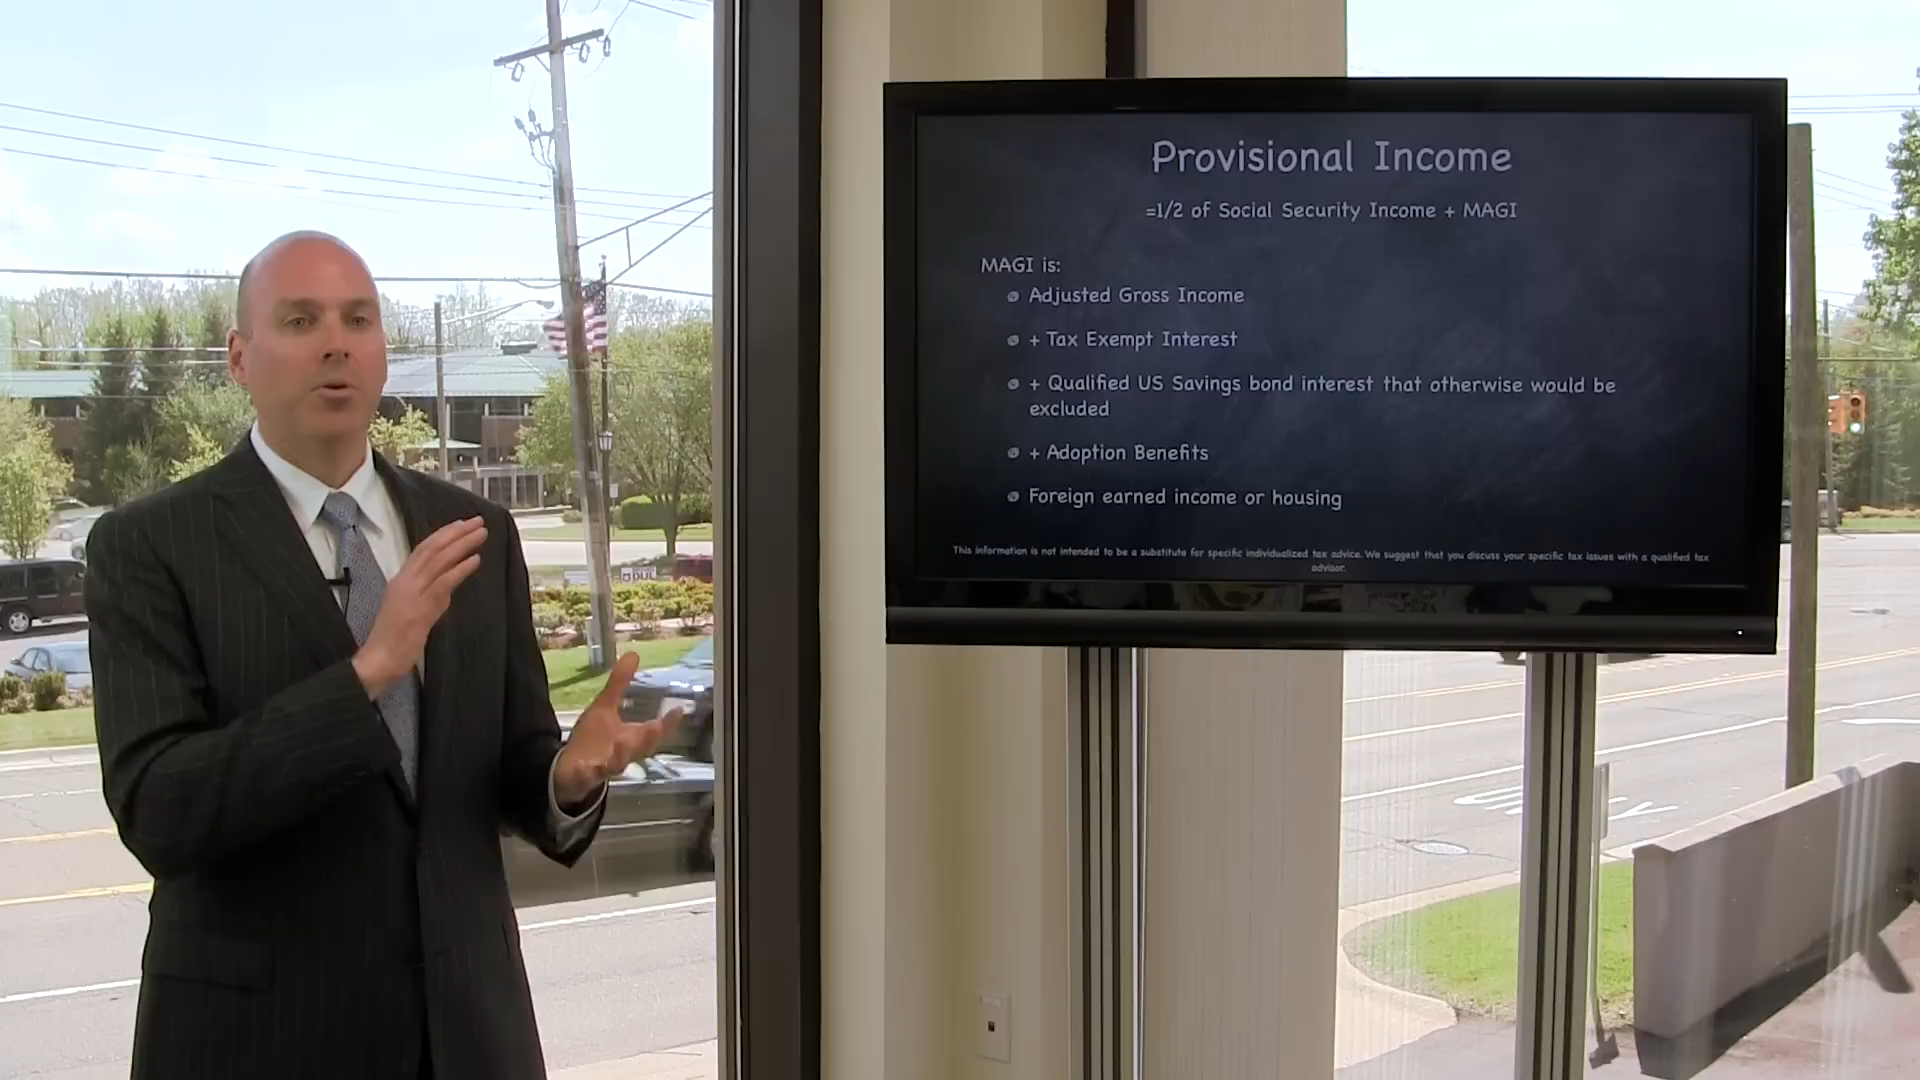 Provisional Income
=1/2 of Social Security Income + MAGI
MAGI is:
Adjusted Gross Income
+ Tax Exempt Interest
+ Qualified US Savings bond interest that otherwise would be
excluded
+ Adoption Benefits
Foreign earned income or housing
This information is not intended to be a substitute for specific individualized tax advice. We suggest that you discuss your specific tax issues with a qualified tax
advisor.